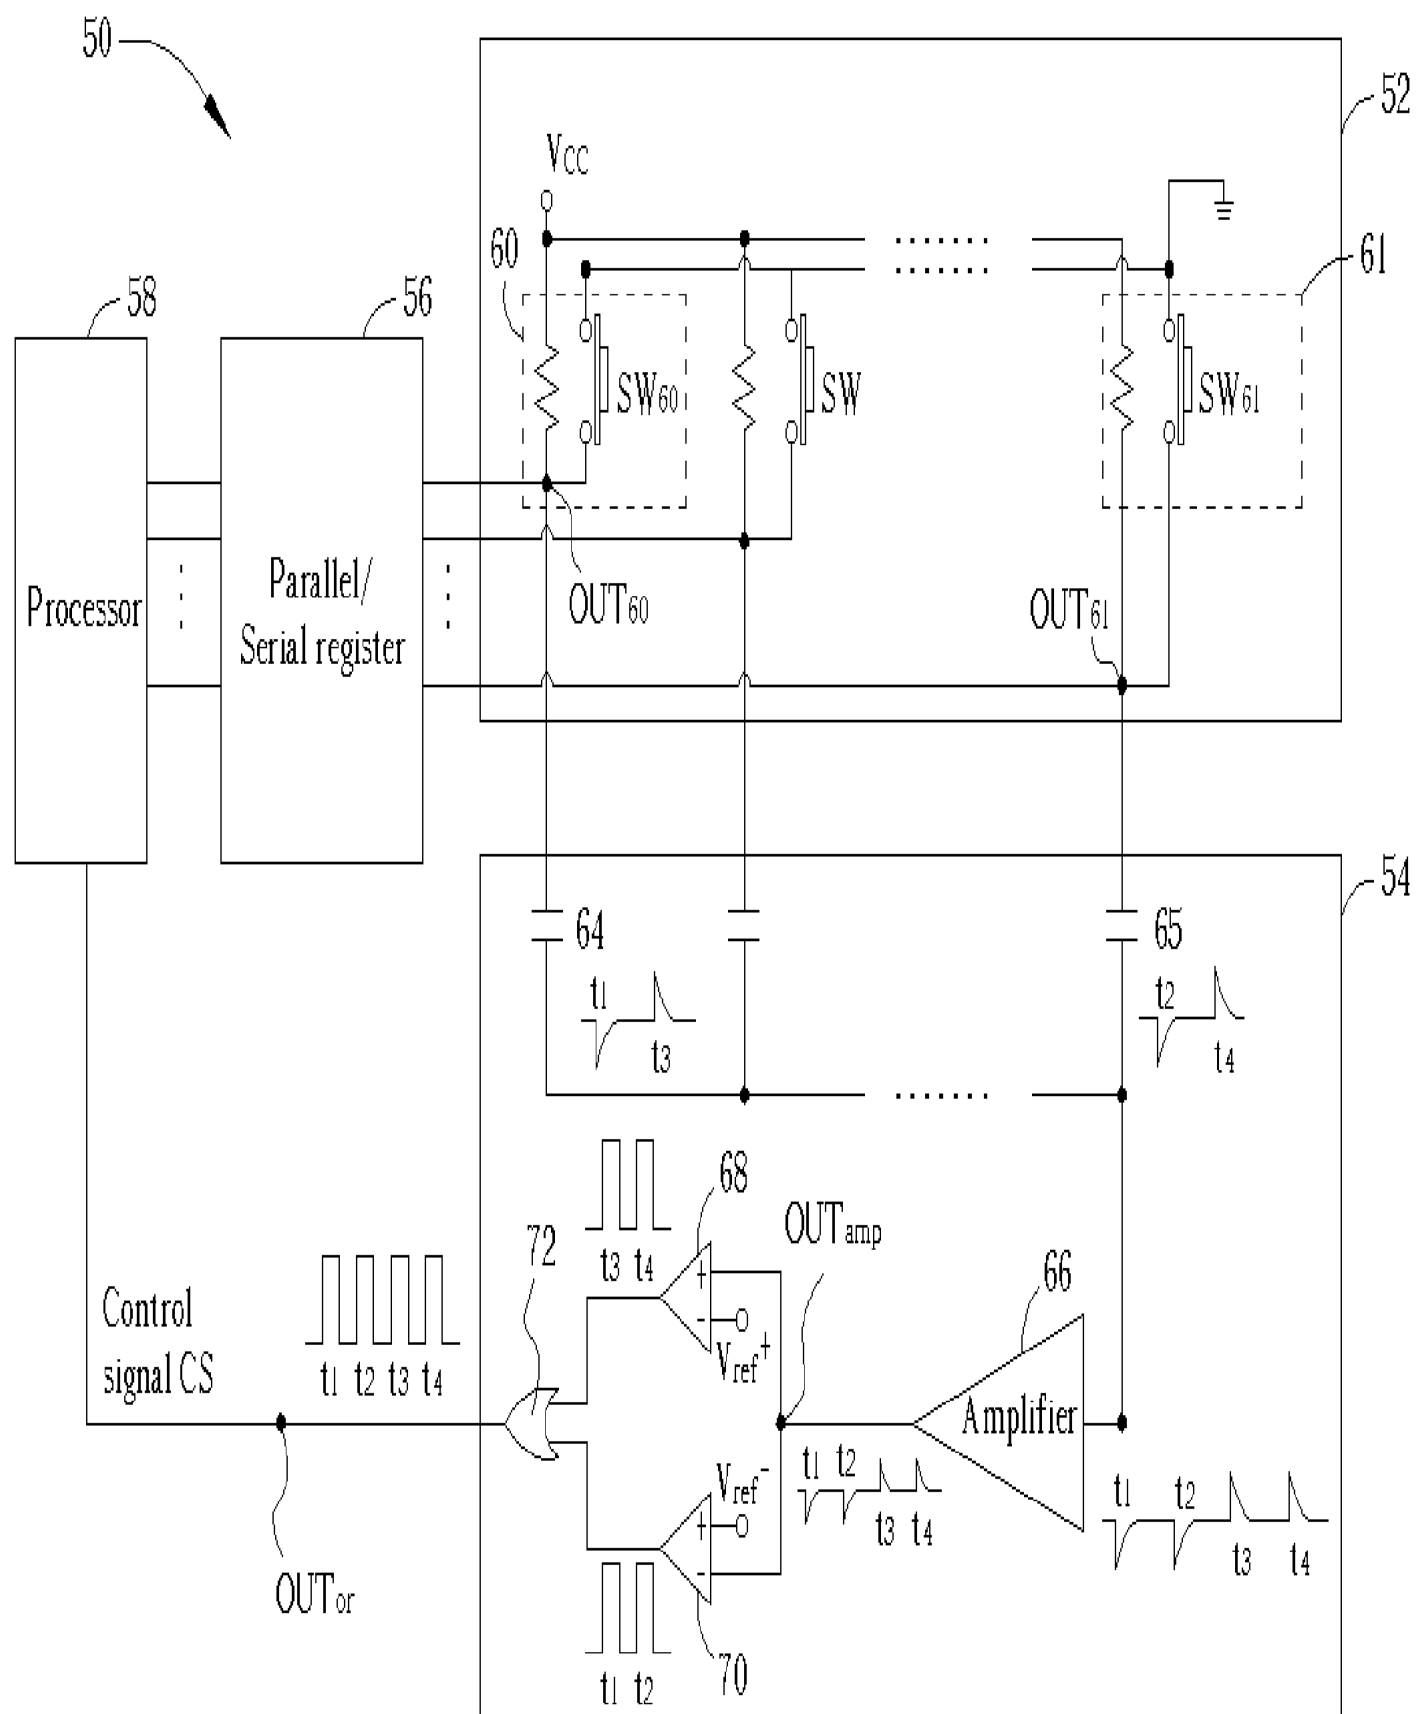 50
52
VCC
60
61
58
56
SW60
SW
SW61
Processor
Parallel/
Serial register
OUT60
OUT61
54
64
65
t1
t3
t2
t4
68
72
OUTamp
66
t3 t4
+
-
Vref+
Control
signal CS
t1 t2 t3 t4
Amplifier
Vref-
+
-
t1 t2
t3 t4
t1 t2
t3 t4
OUTor
70
t1 t2